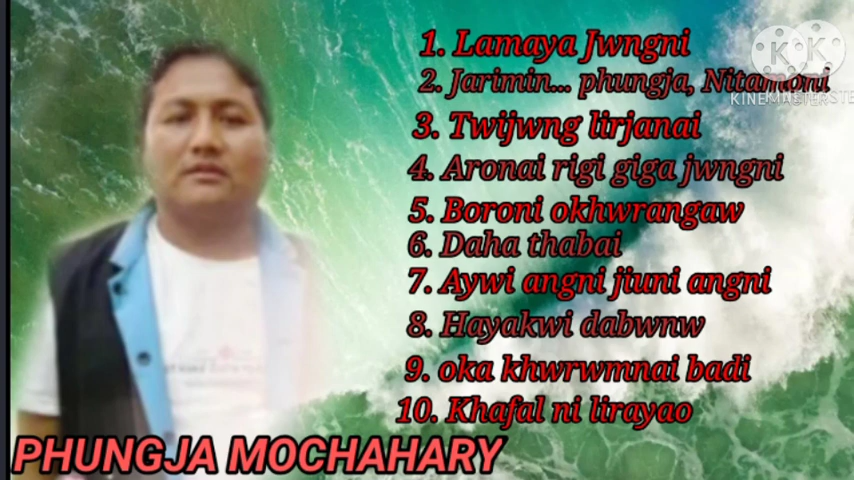 1. Lamaya Jwngni
2. Jarimin... phungja, Nitamoni
3. Twijwng lirjanai
4. Aronai rigi giga jwngni
5. Boroni okhwrangaw
6. Daha thabai
7. Aywi angni jiuni angni
8. Hayakwi dabwnw
9. oka khwrwmnai badi
10. Khafal ni lirayao
PHUNGJA MOCHAHARY
K K